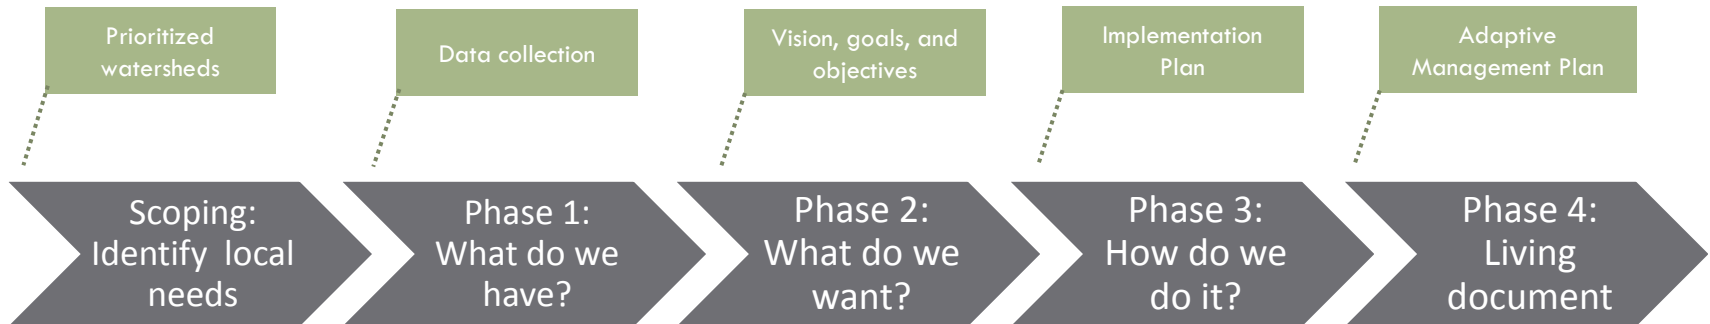 Prioritized
watersheds
Data collection
Vision, goals, and
objectives
Implementation
Plan
Adaptive
Management Plan
Scoping:
Identify local
needs
Phase 1:
What do we
have?
Phase 2:
What do we
want?
Phase 3:
How do we
do it?
Phase 4:
Living
document